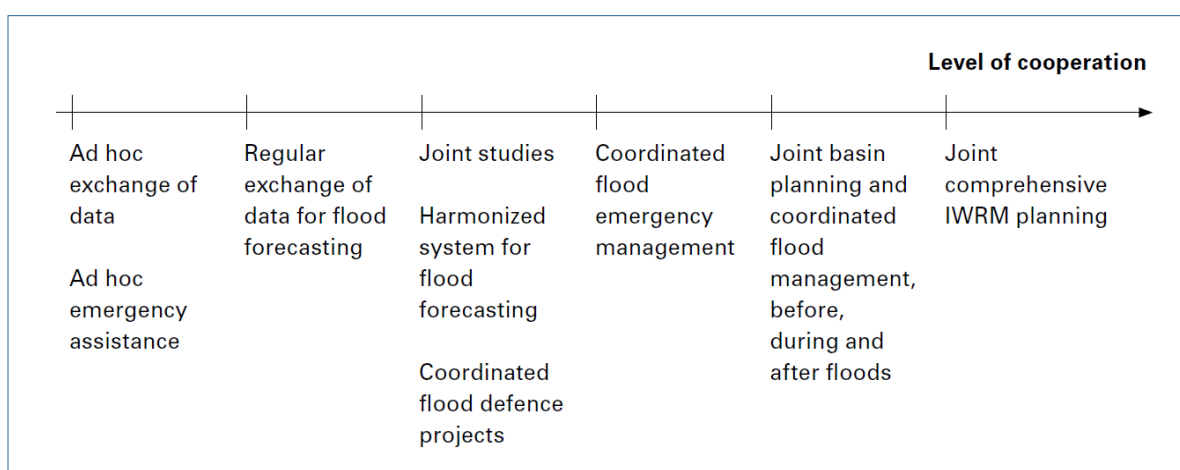 Level of cooperation
Ad hoc
exchange of
data
Ad hoc
emergency
assistance
Regular
exchange of
data for flood
forecasting
Joint studies
Harmonized
system for
flood
forecasting
Coordinated
flood defence
projects
Coordinated
flood
emergency
management
Joint basin
planning and
coordinated
flood
management,
before,
during and
after floods
Joint
comprehensive
IWRM planning